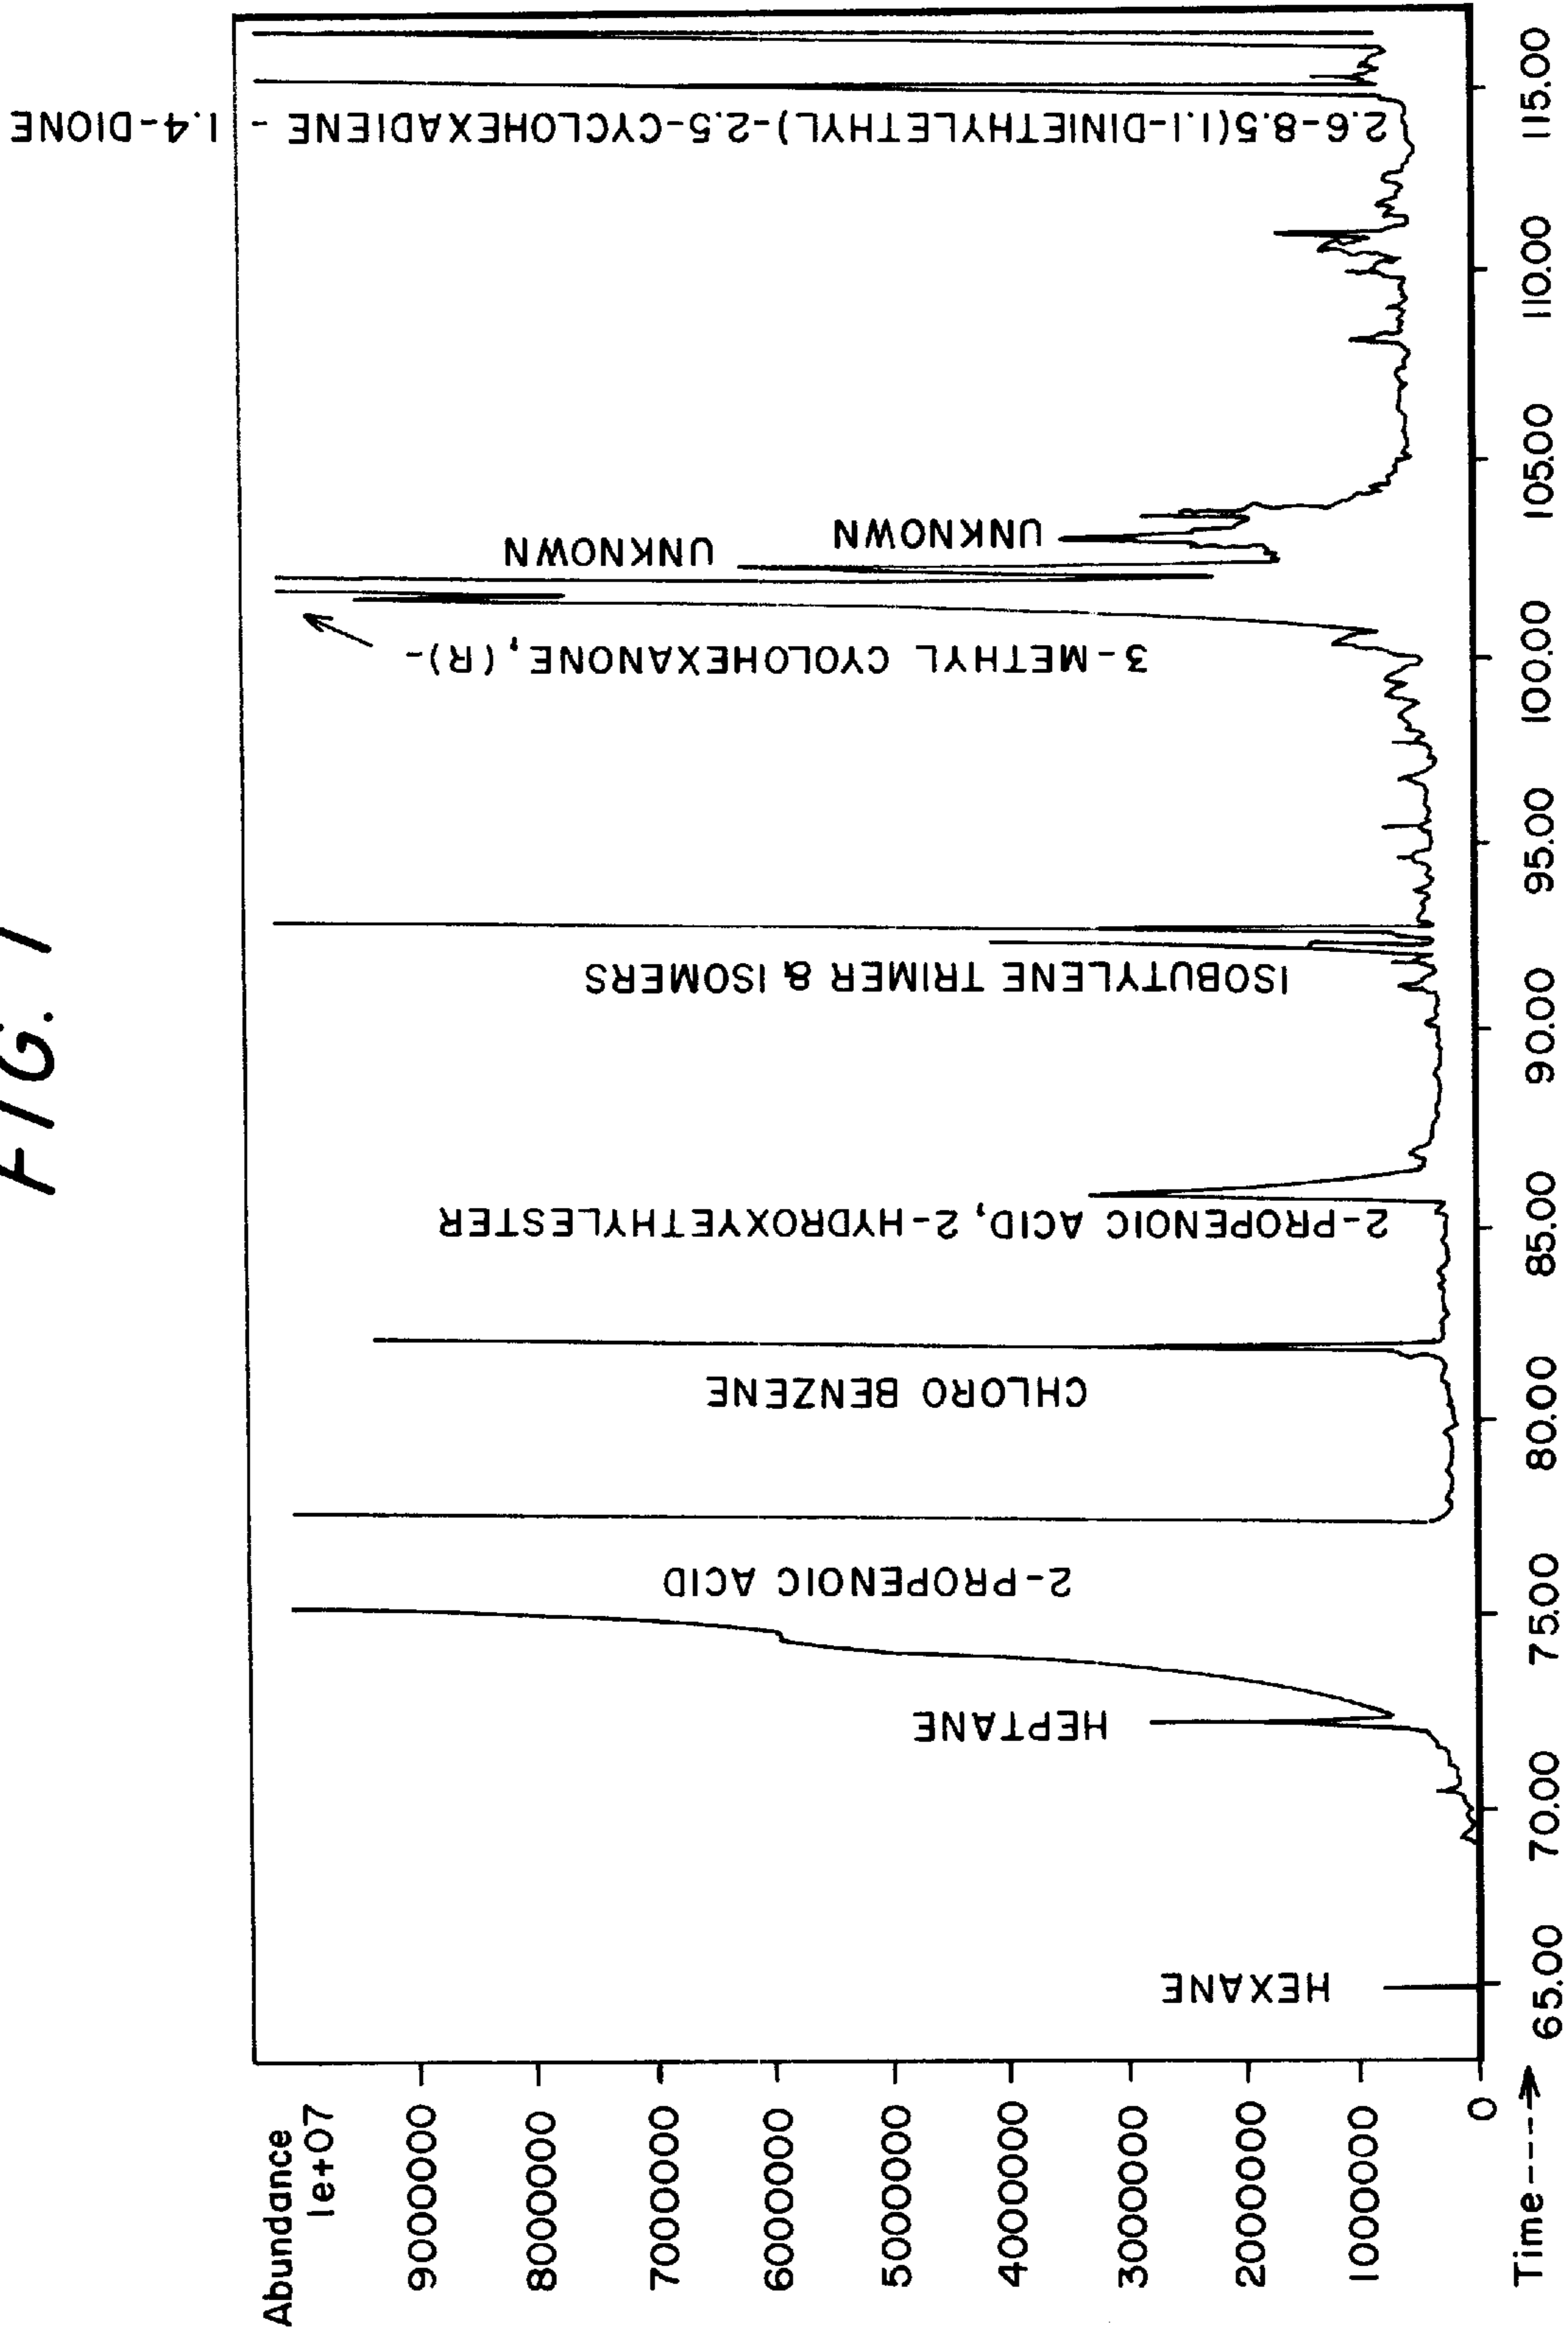 FIG. 1
Abundance
1e+07
9000000
8000000
7000000
6000000
5000000
4000000
3000000
2000000
1000000
0
Time---->
65.00
70.00
75.00
80.00
85.00
90.00
95.00
100.00
105.00
110.00
115.00
HEXANE
HEPTANE
2-PROPENOIC ACID
CHLORO BENZENE
2-PROPENOIC ACID, 2-HYDROXYETHYLESTER
ISOBUTYLENE TRIMER & ISOMERS
3-METHYL CYOLOHEXANONE, (R)-
UNKNOWN
UNKNOWN
2.6-8.5(1.1-DINIETHYLETHYL)-2.5-CYCLOHEXADIENE - 1.4-DIONE